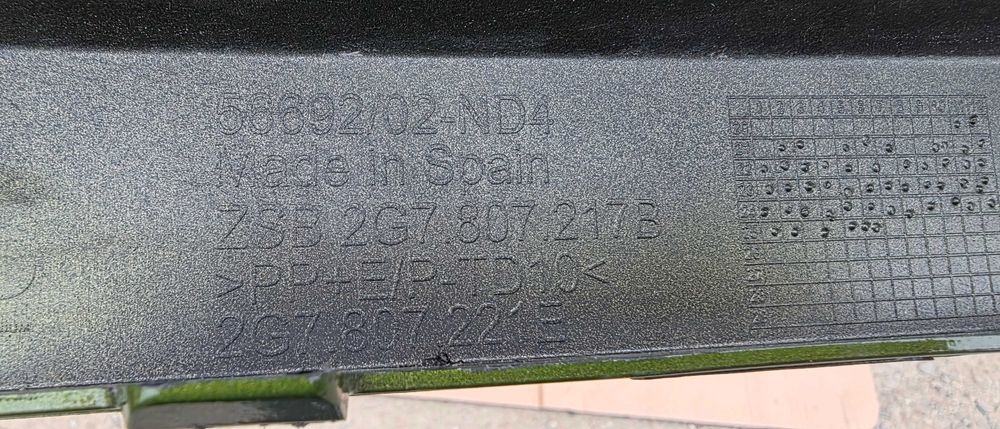 56692/02-ND4
Made in Spain
ZSB 2G7.807.217B
>PP+E/P-TD10<
2G7.807.221E